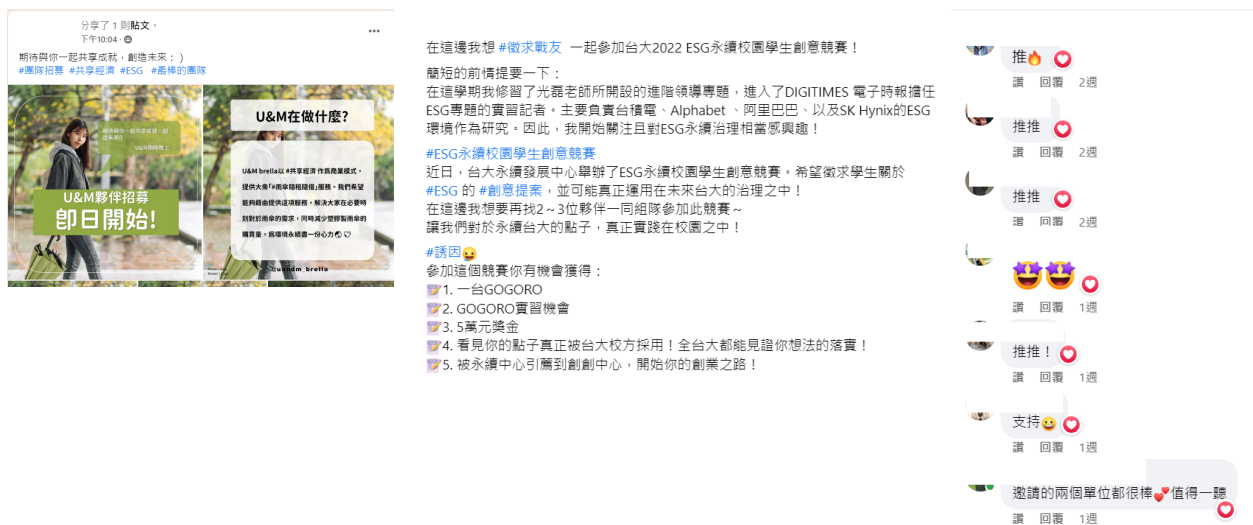 分享了 1 則貼文。
下午10:04
期待與你一起共享成就，創造未來：）
#團隊招募 #共享經濟 #ESG #最棒的團隊
期待與你一起共享成就，創
造未來!!
U&M團隊敬上
U&M夥伴招募
即日開始!
U&M在做什麼?
U&M brella以 #共享經濟 作為商業模式，
提供大眾「#雨傘隨租隨借」服務。我們希望
能夠藉由提供這項服務，解決大家在必要時
刻對於雨傘的需求，同時減少塑膠製雨傘的
購買量，為環境永續盡一份心力🌏♡
@uandm_brella
在這邊我想 #徵求戰友 一起參加台大2022 ESG永續校園學生創意競賽！
簡短的前情提要一下：
在這學期我修習了光磊老師所開設的進階領導專題，進入了DIGITIMES 電子時報擔任
ESG專題的實習記者。主要負責台積電、Alphabet 、阿里巴巴、以及SK Hynix的ESG
環境作為研究。因此，我開始關注且對ESG永續治理相當感興趣！
#ESG永續校園學生創意競賽
近日，台大永續發展中心舉辦了ESG永續校園學生創意競賽。希望徵求學生關於
#ESG 的 #創意提案，並可能真正運用在未來台大的治理之中！
在這邊我想要再找2～3位夥伴一同組隊參加此競賽～
讓我們對於永續台大的點子，真正實踐在校園之中！
#誘因😝
參加這個競賽你有機會獲得：
📝1. 一台GOGORO
📝2. GOGORO實習機會
📝3. 5萬元獎金
📝4. 看見你的點子真正被台大校方採用！全台大都能見證你想法的落實！
📝5. 被永續中心引薦到創創中心，開始你的創業之路！
推🔥
讚 回覆 2週
推推
讚 回覆 2週
推推
讚 回覆 2週
🤩🤩
讚 回覆 1週
推推！
讚 回覆 1週
支持😀
讚 回覆 1週
邀請的兩個單位都很棒💕值得一聽
讚 回覆 1週